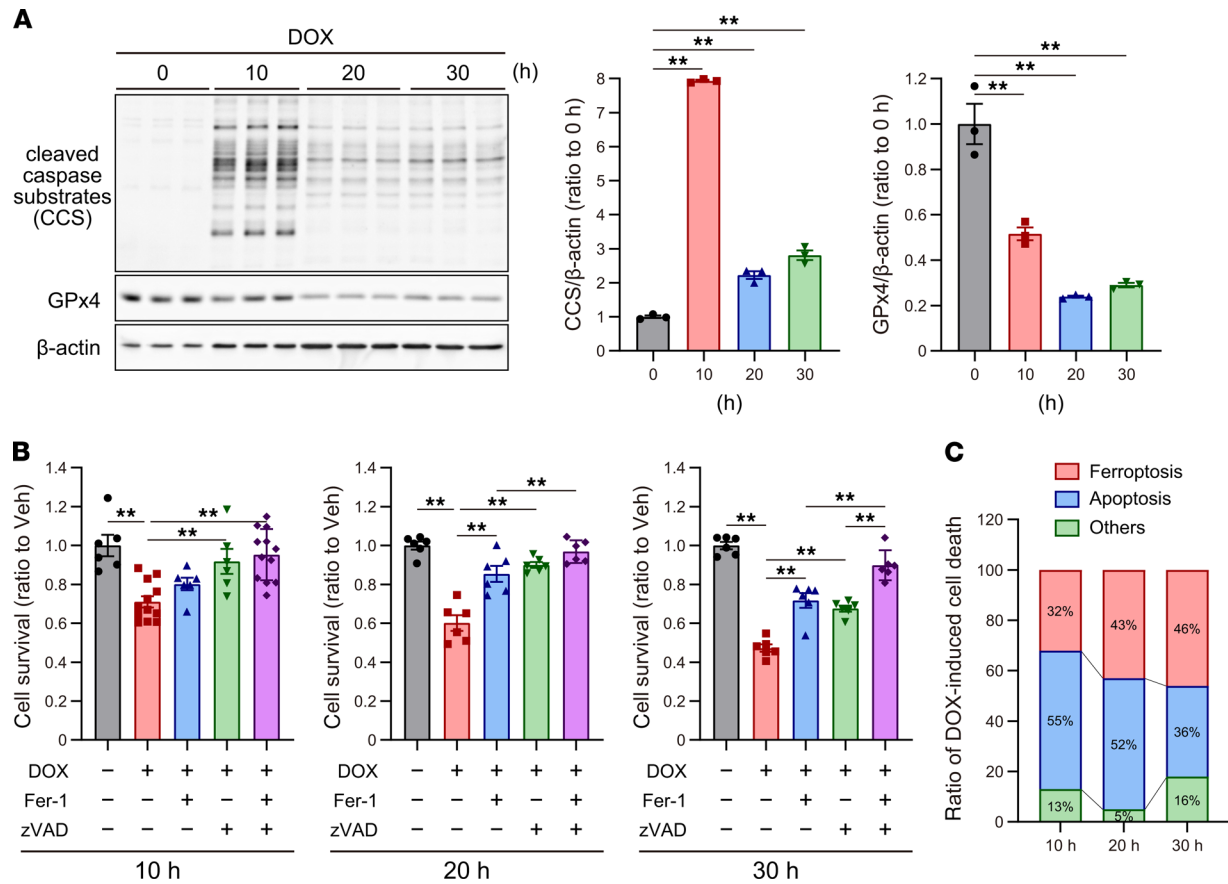 A
DOX
0 10 20 30 (h)
cleaved
caspase
substrates
(CCS)
GPx4
β-actin
CCS/β-actin (ratio to 0 h)
8
7
6
5
4
3
2
1
0
** ** **
0 10 20 30
(h)
GPx4/β-actin (ratio to 0 h)
1.2
1.0
0.8
0.6
0.4
0.2
0
** ** **
0 10 20 30
(h)
B
Cell survival (ratio to Veh)
1.4
1.2
1.0
0.8
0.6
0.4
0.2
0
** ** **
DOX − + + + +
Fer-1 − − + − +
zVAD − − − + +
10 h
Cell survival (ratio to Veh)
1.4
1.2
1.0
0.8
0.6
0.4
0.2
0
** ** ** **
DOX − + + + +
Fer-1 − − + − +
zVAD − − − + +
20 h
Cell survival (ratio to Veh)
1.4
1.2
1.0
0.8
0.6
0.4
0.2
0
** ** ** ** **
DOX − + + + +
Fer-1 − − + − +
zVAD − − − + +
30 h
C
Ferroptosis
Apoptosis
Others
Ratio of DOX-induced cell death
120
100
80
60
40
20
0
32% 43% 46%
55% 52% 36%
13% 5% 16%
10 h 20 h 30 h